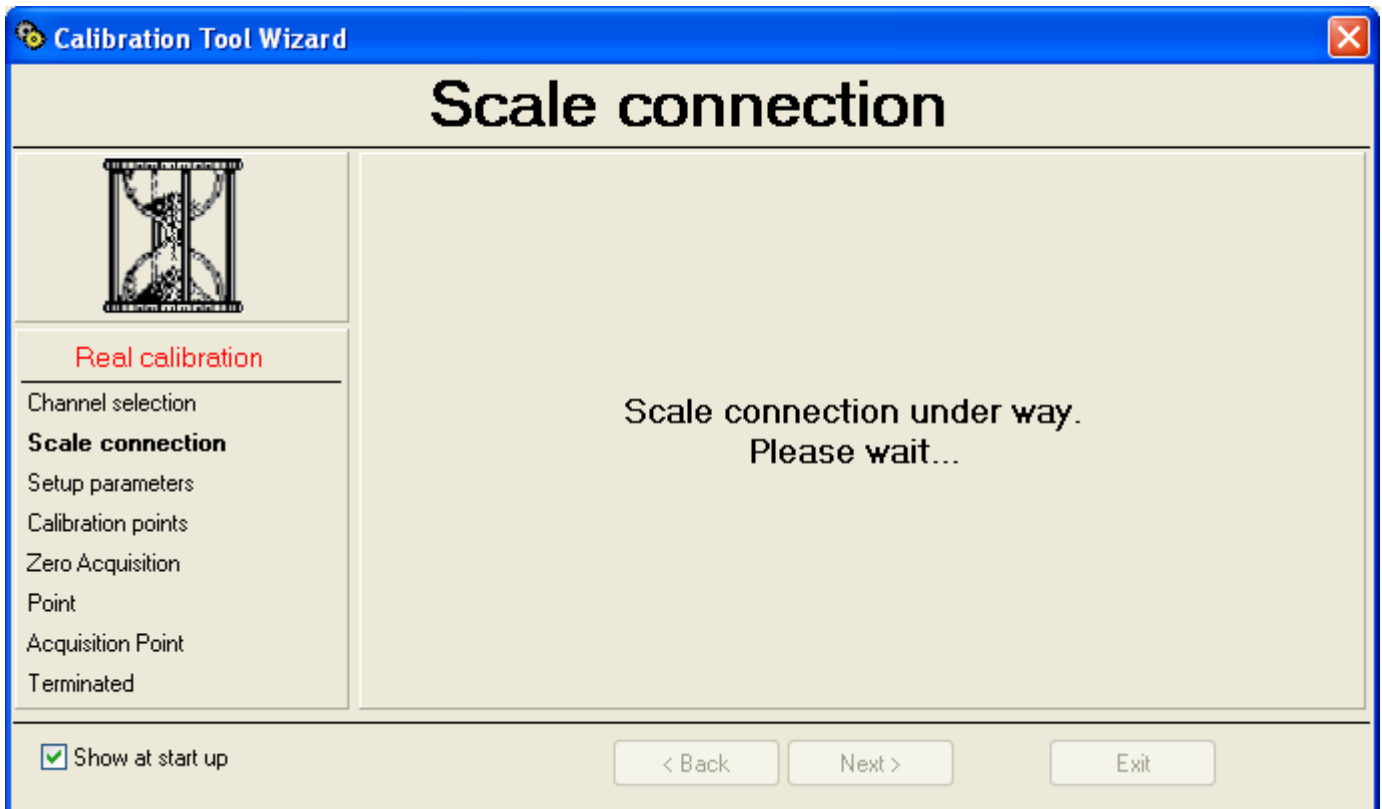 Calibration Tool Wizard
Scale connection
Real calibration
Channel selection
Scale connection
Setup parameters
Calibration points
Zero Acquisition
Point
Acquisition Point
Terminated
Scale connection under way.
Please wait...
Show at start up
< Back
Next >
Exit